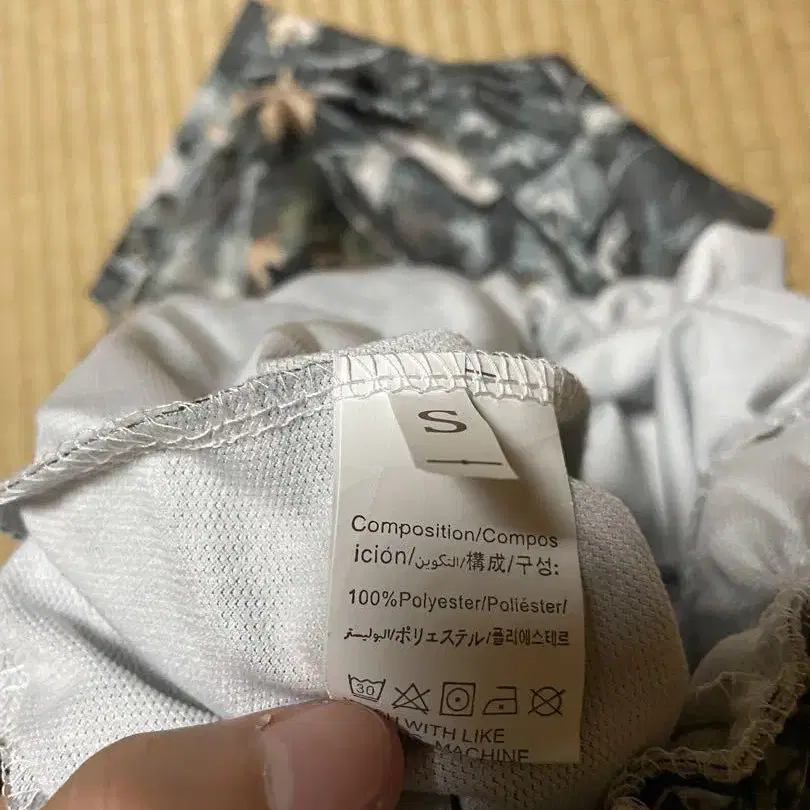 S
Composition/Compos
ición/التكوين/構成/구성:
100%Polyester/Poliéster/
البوليستر/ポリエステル/폴리에스테르
30
WITH LIKE
MACHINE